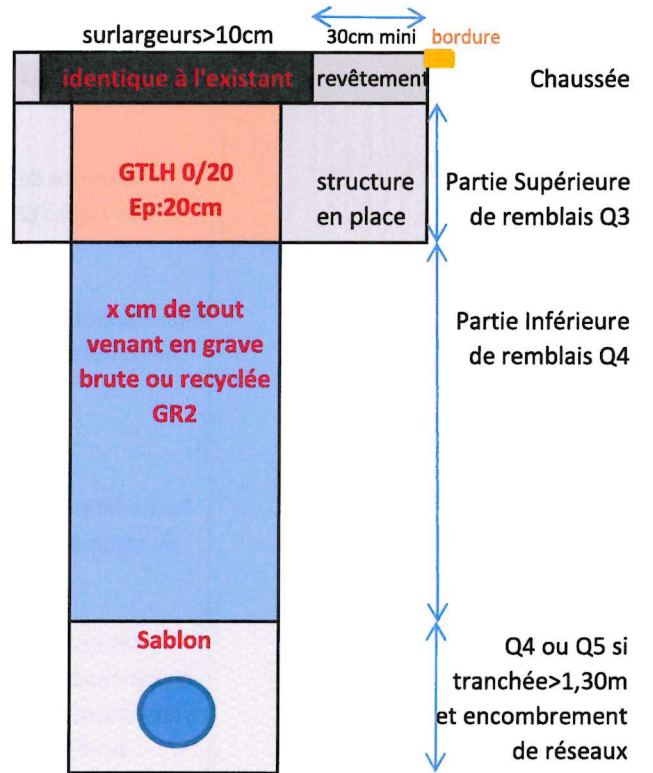 surlargeurs>10cm
30cm mini
bordure
identique à l'existant
revêtement
Chaussée
GTLH 0/20
Ep:20cm
structure
en place
Partie Supérieure
de remblais Q3
x cm de tout
venant en grave
brute ou recyclée
GR2
Partie Inférieure
de remblais Q4
Sablon
Q4 ou Q5 si
tranchée>1,30m
et encombrement
de réseaux